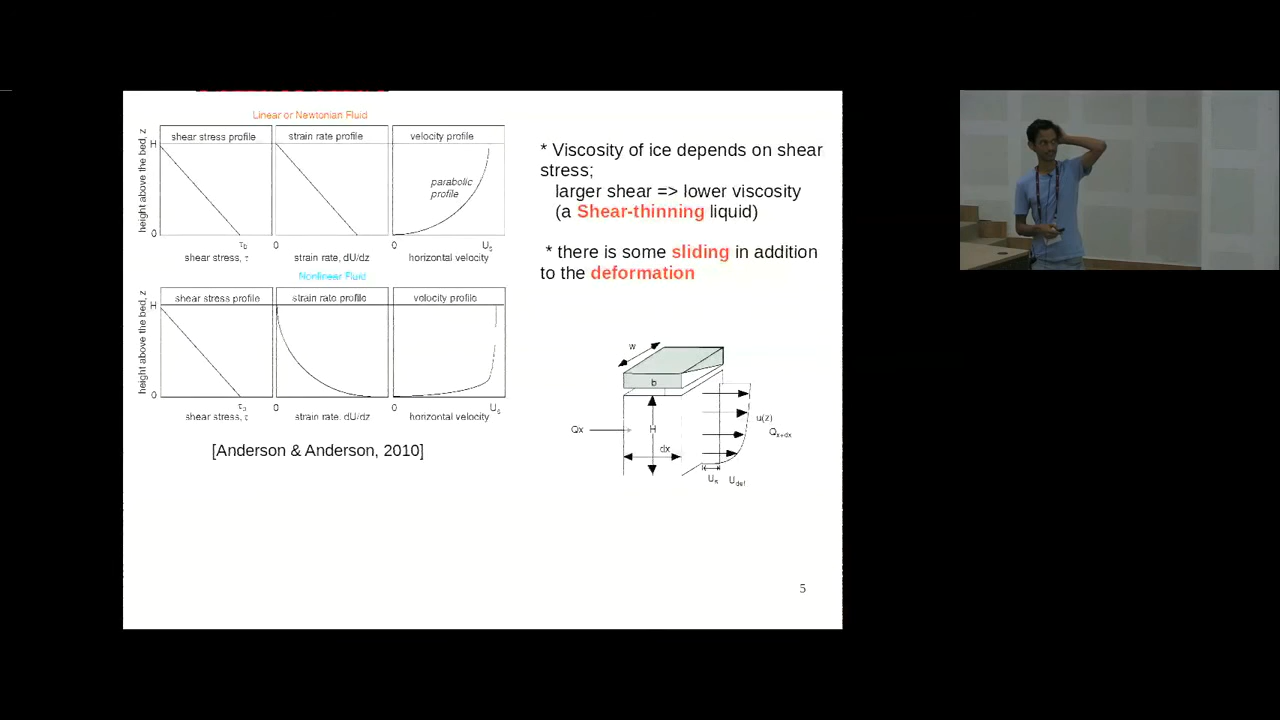 Linear or Newtonian Fluid
shear stress profile
strain rate profile
velocity profile
height above the bed, z
H
parabolic
profile
0
τb
0
0
Us
shear stress, τ
strain rate, dU/dz
horizontal velocity
Nonlinear Fluid
shear stress profile
strain rate profile
velocity profile
height above the bed, z
H
0
0
0
Us
shear stress, τ
strain rate, dU/dz
horizontal velocity
[Anderson & Anderson, 2010]
* Viscosity of ice depends on shear
stress;
larger shear => lower viscosity
(a Shear-thinning liquid)
* there is some sliding in addition
to the deformation
w
b
Qx
H
dx
u(z)
Qx+dx
Us
Udef
5